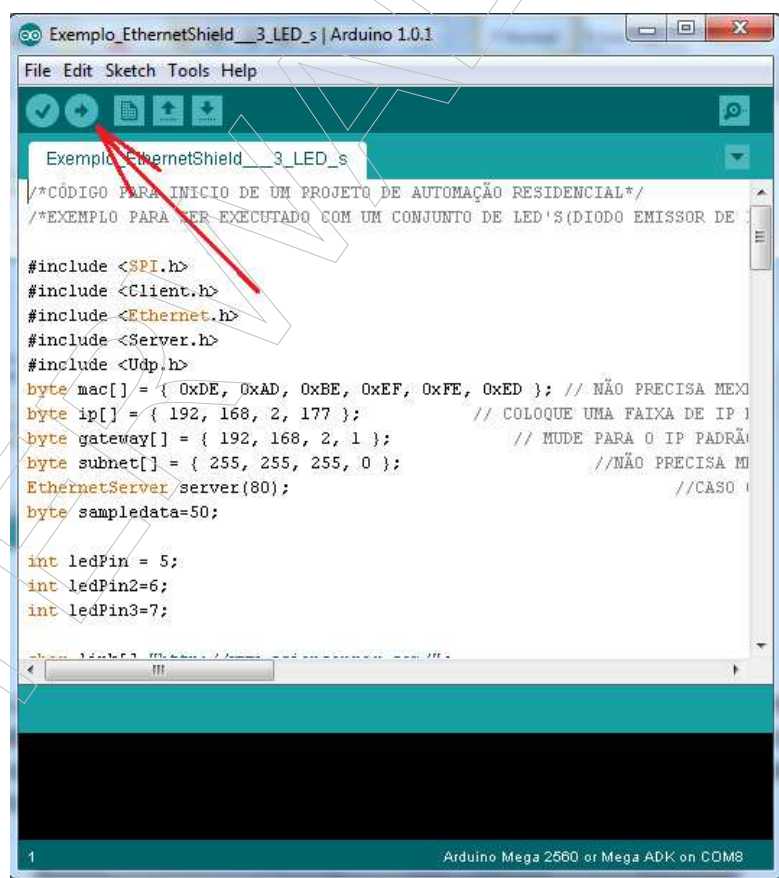 Exemplo_EthernetShield___3_LED_s | Arduino 1.0.1
File Edit Sketch Tools Help
Exemplo_EthernetShield___3_LED_s
/*CÓDIGO PARA INICIO DE UM PROJETO DE AUTOMAÇÃO RESIDENCIAL*/
/*EXEMPLO PARA SER EXECUTADO COM UM CONJUNTO DE LED'S(DIODO EMISSOR DE
#include <SPI.h>
#include <Client.h>
#include <Ethernet.h>
#include <Server.h>
#include <Udp.h>
byte mac[] = { 0xDE, 0xAD, 0xBE, 0xEF, 0xFE, 0xED }; // NÃO PRECISA MEX
byte ip[] = { 192, 168, 2, 177 }; // COLOQUE UMA FAIXA DE IP
byte gateway[] = { 192, 168, 2, 1 }; // MUDE PARA O IP PADRÃ
byte subnet[] = { 255, 255, 255, 0 }; //NÃO PRECISA M
EthernetServer server(80); //CASO
byte sampledata=50;
int ledPin = 5;
int ledPin2=6;
int ledPin3=7;
1
Arduino Mega 2560 or Mega ADK on COM8